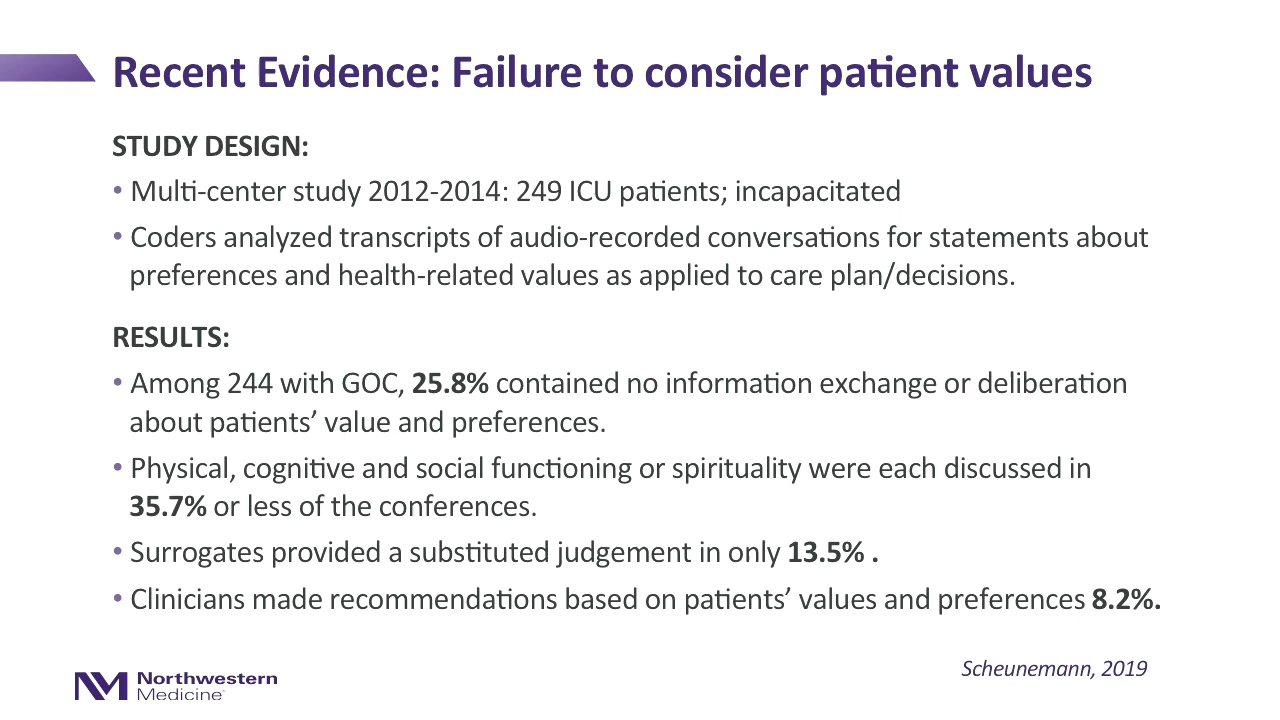 Recent Evidence: Failure to consider patient values
STUDY DESIGN:
• Multi-center study 2012-2014: 249 ICU patients; incapacitated
• Coders analyzed transcripts of audio-recorded conversations for statements about
preferences and health-related values as applied to care plan/decisions.
RESULTS:
• Among 244 with GOC, 25.8% contained no information exchange or deliberation
about patients’ value and preferences.
• Physical, cognitive and social functioning or spirituality were each discussed in
35.7% or less of the conferences.
• Surrogates provided a substituted judgement in only 13.5% .
• Clinicians made recommendations based on patients’ values and preferences 8.2%.
Scheunemann, 2019
Northwestern
Medicine